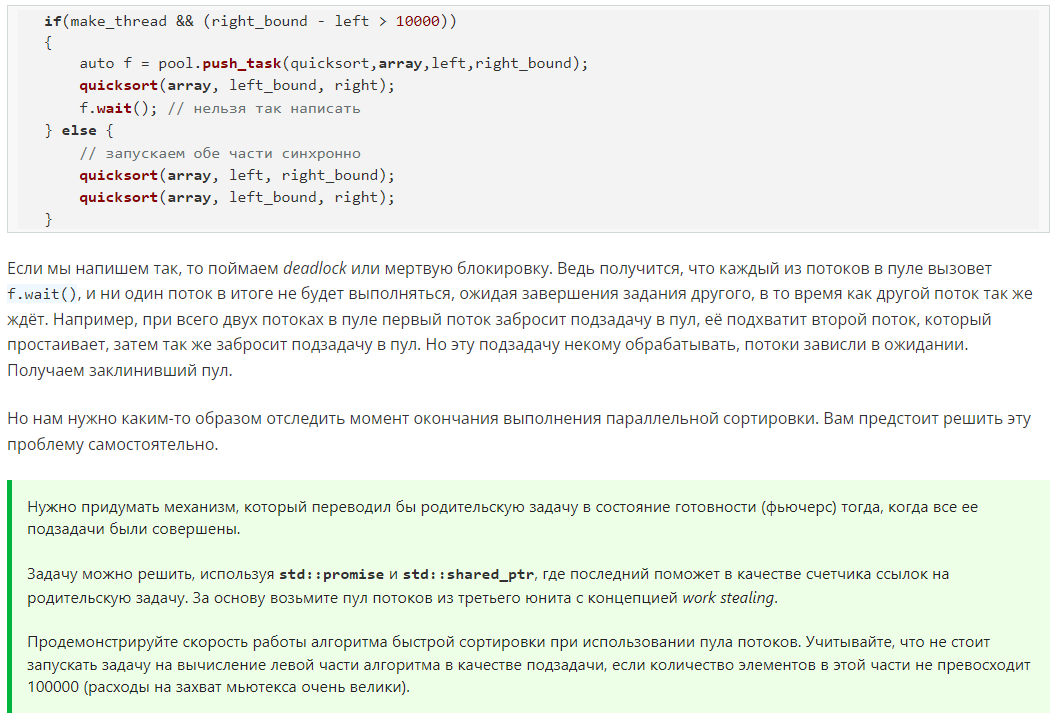 if(make_thread && (right_bound - left > 10000))
{
    auto f = pool.push_task(quicksort,array,left,right_bound);
    quicksort(array, left_bound, right);
    f.wait(); // нельзя так написать
} else {
    // запускаем обе части синхронно
    quicksort(array, left, right_bound);
    quicksort(array, left_bound, right);
}
Если мы напишем так, то поймаем deadlock или мертвую блокировку. Ведь получится, что каждый из потоков в пуле вызовет
f.wait(), и ни один поток в итоге не будет выполняться, ожидая завершения задания другого, в то время как другой поток так же
ждёт. Например, при всего двух потоках в пуле первый поток забросит подзадачу в пул, её подхватит второй поток, который
простаивает, затем так же забросит подзадачу в пул. Но эту подзадачу некому обрабатывать, потоки зависли в ожидании.
Получаем заклинивший пул.
Но нам нужно каким-то образом отследить момент окончания выполнения параллельной сортировки. Вам предстоит решить эту
проблему самостоятельно.
Нужно придумать механизм, который переводил бы родительскую задачу в состояние готовности (фьючерс) тогда, когда все ее
подзадачи были совершены.
Задачу можно решить, используя std::promise и std::shared_ptr, где последний поможет в качестве счетчика ссылок на
родительскую задачу. За основу возьмите пул потоков из третьего юнита с концепцией work stealing.
Продемонстрируйте скорость работы алгоритма быстрой сортировки при использовании пула потоков. Учитывайте, что не стоит
запускать задачу на вычисление левой части алгоритма в качестве подзадачи, если количество элементов в этой части не превосходит
100000 (расходы на захват мьютекса очень велики).